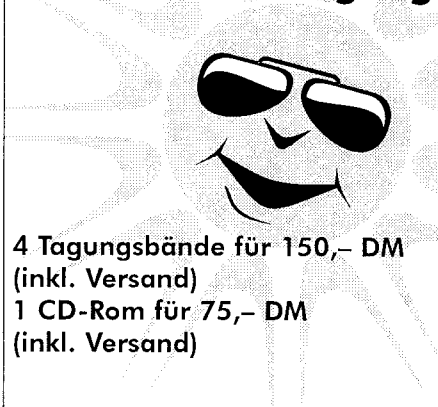 4 Tagungsbände für 150,– DM
(inkl. Versand)
1 CD-Rom für 75,– DM
(inkl. Versand)